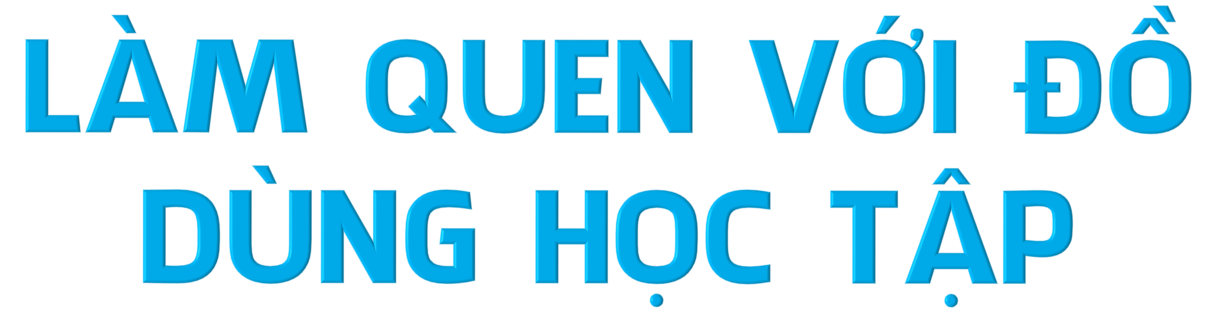 LÀM QUEN VỚI ĐỒ
DÙNG HỌC TẬP